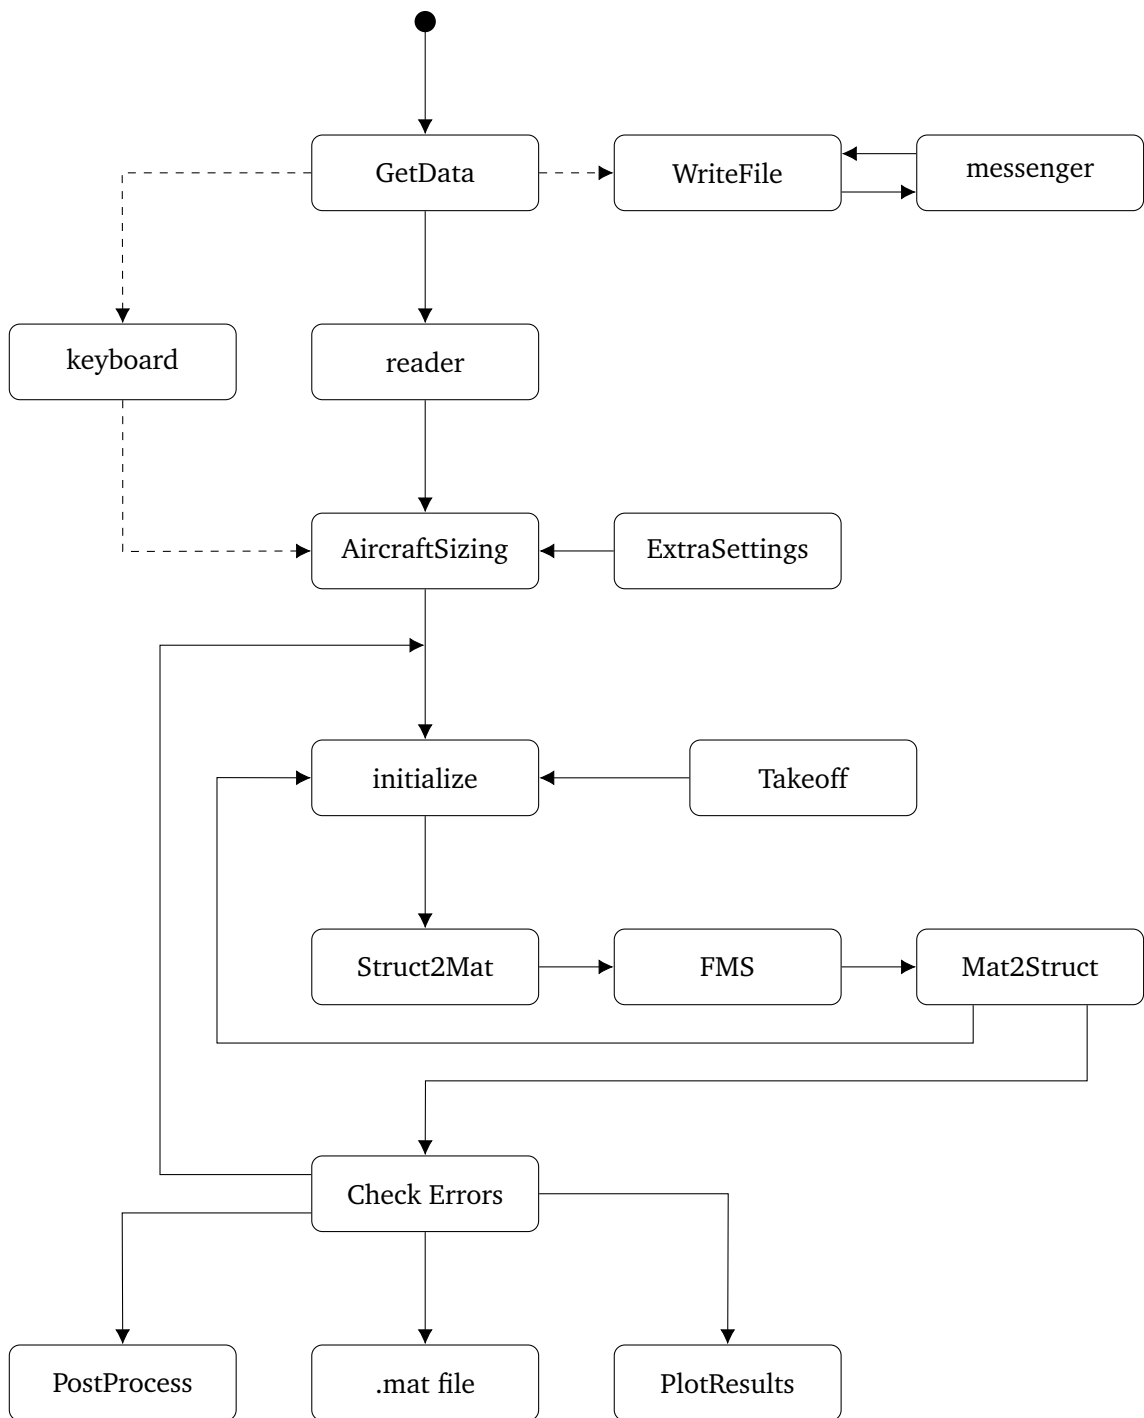 GetData
WriteFile
messenger
keyboard
reader
AircraftSizing
ExtraSettings
initialize
Takeoff
Struct2Mat
FMS
Mat2Struct
Check Errors
PostProcess
.mat file
PlotResults